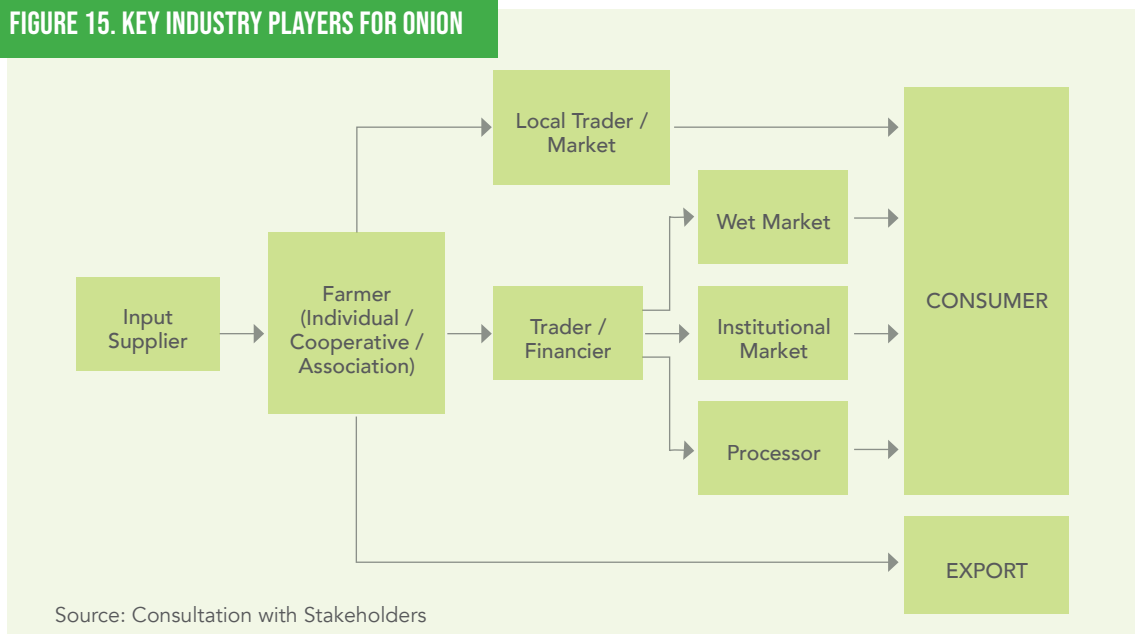 FIGURE 15. KEY INDUSTRY PLAYERS FOR ONION
Local Trader /
Market
Wet Market
Input
Supplier
Farmer
(Individual /
Cooperative /
Association)
Trader /
Financier
Institutional
Market
CONSUMER
Processor
EXPORT
Source: Consultation with Stakeholders